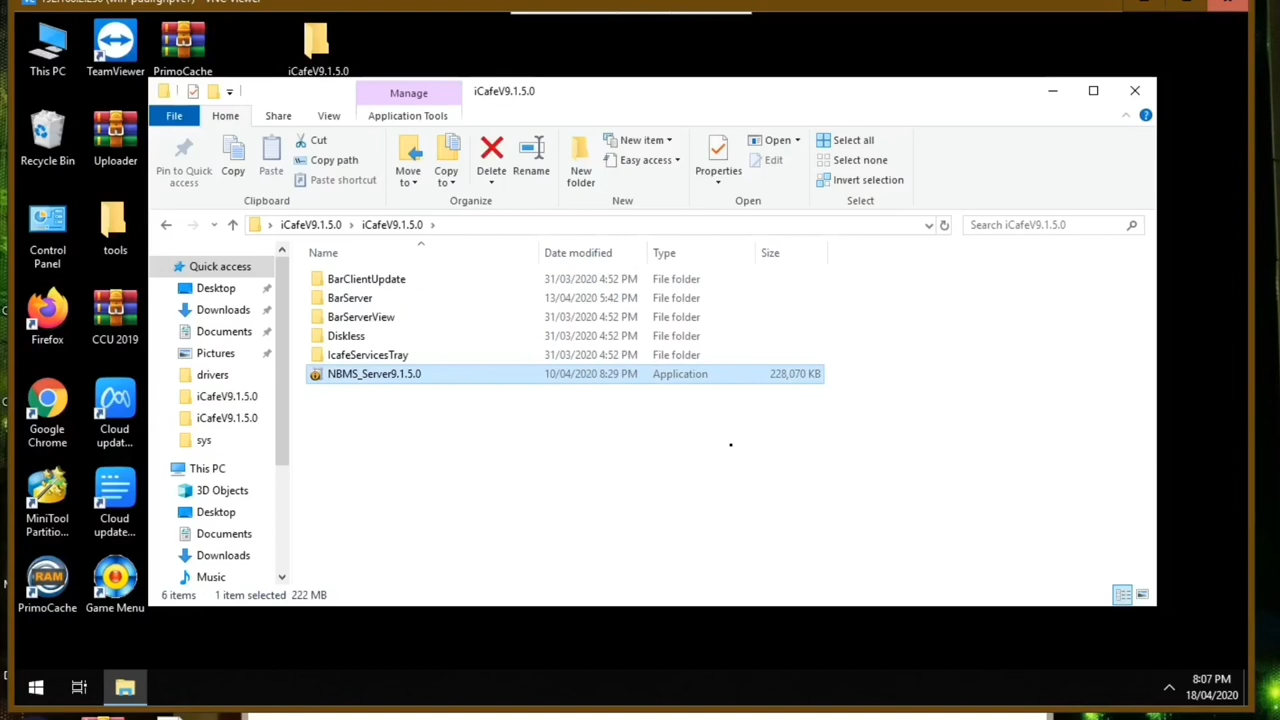 This PC
TeamViewer
PrimoCache
iCafeV9.1.5.0
Recycle Bin
Uploader
Control
Panel
tools
Firefox
CCU 2019
Google
Chrome
Cloud
updat...
MiniTool
Partitio...
Cloud
update...
PrimoCache
Game Menu
Manage
iCafeV9.1.5.0
File
Home
Share
View
Application Tools
Pin to Quick
access
Copy
Paste
Cut
Copy path
Paste shortcut
Clipboard
Move
to
Copy
to
Delete
Rename
Organize
New
folder
New item
Easy access
New
Properties
Open
Edit
Open
Select all
Select none
Invert selection
Select
iCafeV9.1.5.0 > iCafeV9.1.5.0 >
Search iCafeV9.1.5.0
Quick access
Desktop
Downloads
Documents
Pictures
drivers
iCafeV9.1.5.0
iCafeV9.1.5.0
sys
This PC
3D Objects
Desktop
Documents
Downloads
Music
Name Date modified Type Size
BarClientUpdate 31/03/2020 4:52 PM File folder
BarServer 13/04/2020 5:42 PM File folder
BarServerView 31/03/2020 4:52 PM File folder
Diskless 31/03/2020 4:52 PM File folder
IcafeServicesTray 31/03/2020 4:52 PM File folder
NBMS_Server9.1.5.0 10/04/2020 8:29 PM Application 228,070 KB
6 items 1 item selected 222 MB
RAM
8:07 PM
18/04/2020